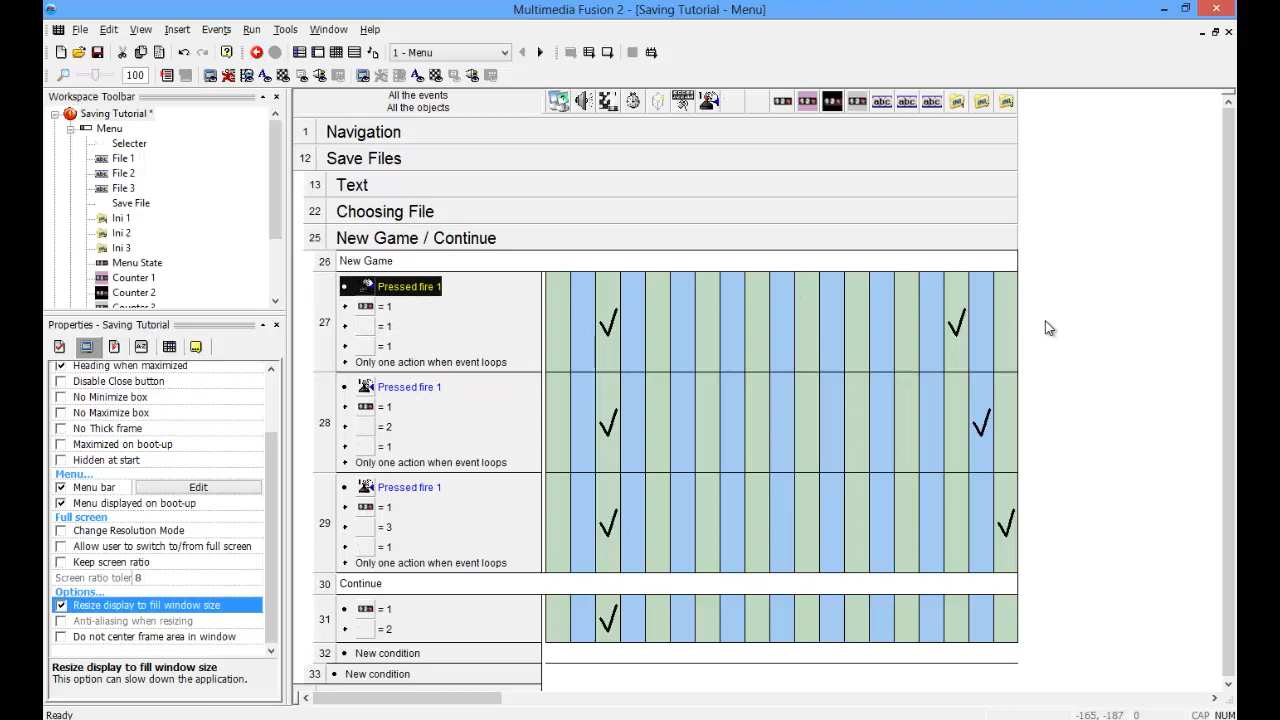 Multimedia Fusion 2 - [Saving Tutorial - Menu]
File Edit View Insert Events Run Tools Window Help
1 - Menu
100
Workspace Toolbar
Saving Tutorial *
Menu
Selecter
File 1
File 2
File 3
Save File
Ini 1
Ini 2
Ini 3
Menu State
Counter 1
Counter 2
Properties - Saving Tutorial
Heading when maximized
Disable Close button
No Minimize box
No Maximize box
No Thick frame
Maximized on boot-up
Hidden at start
Menu...
Menu bar Edit
Menu displayed on boot-up
Full screen
Change Resolution Mode
Allow user to switch to/from full screen
Keep screen ratio
Screen ratio toler 8
Options...
Resize display to fill window size
Anti-aliasing when resizing
Do not center frame area in window
Resize display to fill window size
This option can slow down the application.
All the events
All the objects
1 Navigation
12 Save Files
13 Text
22 Choosing File
25 New Game / Continue
26 New Game
27
Pressed fire 1
= 1
= 1
= 1
Only one action when event loops
28
Pressed fire 1
= 1
= 2
= 1
Only one action when event loops
29
Pressed fire 1
= 1
= 3
= 1
Only one action when event loops
30 Continue
31
= 1
= 2
32 New condition
33 New condition
Ready
-165, -187 0 CAP NUM